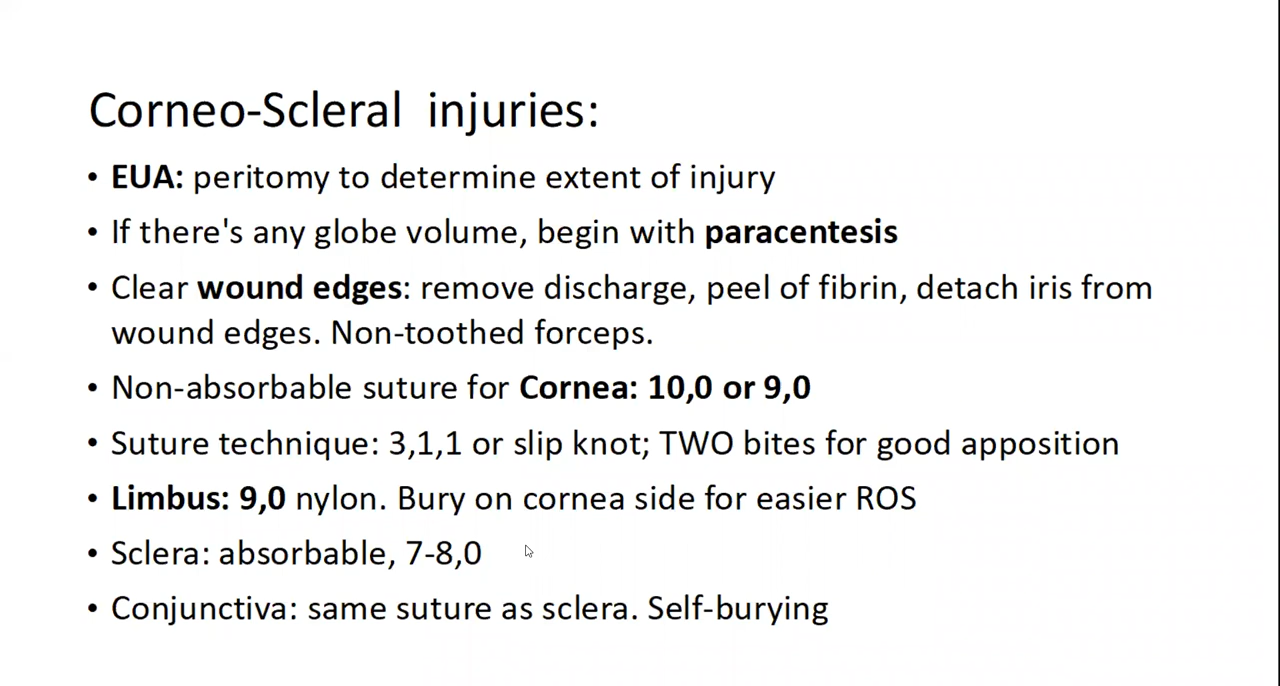 Corneo-Scleral injuries:
• EUA: peritomy to determine extent of injury
• If there's any globe volume, begin with paracentesis
• Clear wound edges: remove discharge, peel of fibrin, detach iris from
wound edges. Non-toothed forceps.
• Non-absorbable suture for Cornea: 10,0 or 9,0
• Suture technique: 3,1,1 or slip knot; TWO bites for good apposition
• Limbus: 9,0 nylon. Bury on cornea side for easier ROS
• Sclera: absorbable, 7-8,0
• Conjunctiva: same suture as sclera. Self-burying